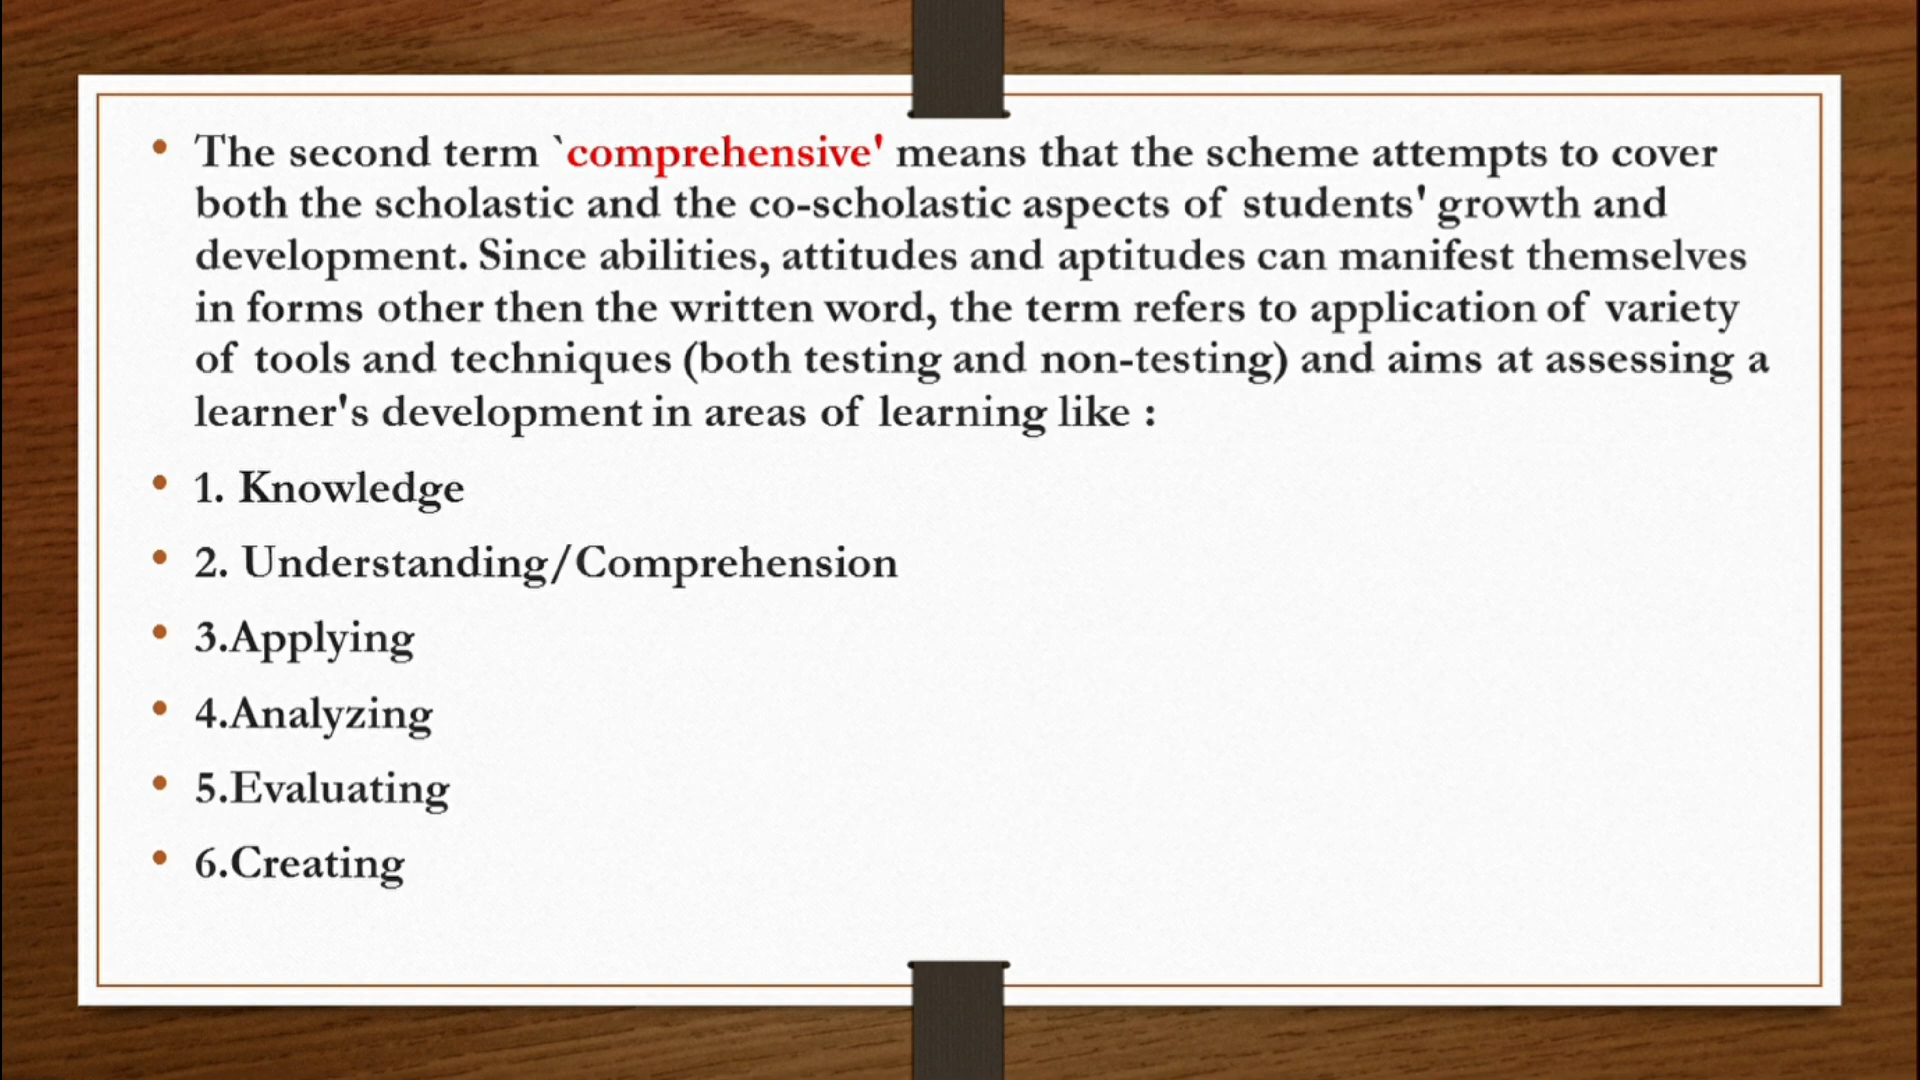 The second term `comprehensive' means that the scheme attempts to cover
both the scholastic and the co-scholastic aspects of students' growth and
development. Since abilities, attitudes and aptitudes can manifest themselves
in forms other then the written word, the term refers to application of variety
of tools and techniques (both testing and non-testing) and aims at assessing a
learner's development in areas of learning like :
1. Knowledge
2. Understanding/Comprehension
3.Applying
4.Analyzing
5.Evaluating
6.Creating